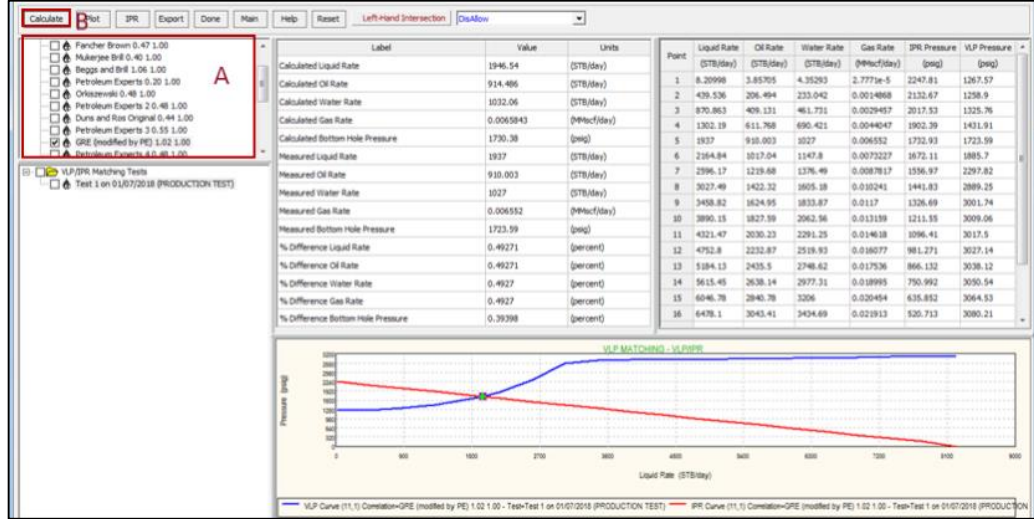 Calculate B Plot IPR Export Done Main Help Reset Left-Hand Intersection DisAllow
Fancher Brown 0.47 1.00
Mukerjee Brill 0.40 1.00
Beggs and Brill 1.06 1.00
Petroleum Experts 0.20 1.00
Orkiszewski 0.48 1.00
Petroleum Experts 2 0.48 1.00
Duns and Ros Original 0.44 1.00
Petroleum Experts 3 0.55 1.00
GRE (modified by PE) 1.02 1.00
Petroleum Experts 4 0.48 1.00
A
VLP/IPR Matching Tests
Test 1 on 01/07/2018 (PRODUCTION TEST)
Label Value Units
Calculated Liquid Rate 1946.54 (STB/day)
Calculated Oil Rate 914.486 (STB/day)
Calculated Water Rate 1032.06 (STB/day)
Calculated Gas Rate 0.0065843 (MMscf/day)
Calculated Bottom Hole Pressure 1730.38 (psig)
Measured Liquid Rate 1937 (STB/day)
Measured Oil Rate 910.003 (STB/day)
Measured Water Rate 1027 (STB/day)
Measured Gas Rate 0.006552 (MMscf/day)
Measured Bottom Hole Pressure 1723.59 (psig)
% Difference Liquid Rate 0.49271 (percent)
% Difference Oil Rate 0.49271 (percent)
% Difference Water Rate 0.4927 (percent)
% Difference Gas Rate 0.4927 (percent)
% Difference Bottom Hole Pressure 0.39398 (percent)
Point Liquid Rate Oil Rate Water Rate Gas Rate IPR Pressure VLP Pressure
(STB/day) (STB/day) (STB/day) (MMscf/day) (psig) (psig)
1 8.20998 3.85705 4.35293 2.7771e-5 2247.81 1267.57
2 439.536 206.494 233.042 0.0014868 2132.67 1258.9
3 870.863 409.131 461.731 0.0029457 2017.53 1325.76
4 1302.19 611.768 690.421 0.0044047 1902.39 1431.91
5 1937 910.003 1027 0.006552 1732.93 1723.59
6 2164.84 1017.04 1147.8 0.0073227 1672.11 1885.7
7 2596.17 1219.68 1376.49 0.0087817 1556.97 2297.82
8 3027.49 1422.32 1605.18 0.010241 1441.83 2889.25
9 3458.82 1624.95 1833.87 0.0117 1326.69 3001.74
10 3890.15 1827.59 2062.56 0.013159 1211.55 3009.06
11 4321.47 2030.23 2291.25 0.014618 1096.41 3017.5
12 4752.8 2232.87 2519.93 0.016077 981.271 3027.14
13 5184.13 2435.5 2748.62 0.017536 866.132 3038.12
14 5615.45 2638.14 2977.31 0.018995 750.992 3050.54
15 6046.78 2840.78 3206 0.020454 635.852 3064.53
16 6478.1 3043.41 3434.69 0.021913 520.713 3080.21
VLP MATCHING - VLP/IPR
Pressure (psig)
0 900 1800 2700 3600 4500 5400 6300 7200 8100 9000
Liquid Rate (STB/day)
VLP Curve (11,1) Correlation=GRE (modified by PE) 1.02 1.00 - Test=Test 1 on 01/07/2018 (PRODUCTION TEST) IPR Curve (11,1) Correlation=GRE (modified by PE) 1.02 1.00 - Test=Test 1 on 01/07/2018 (PRODUCTION